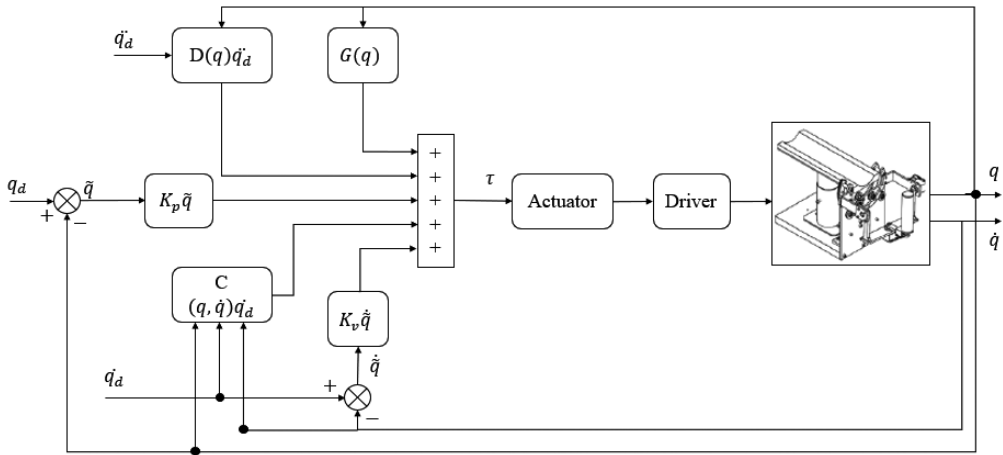 q̈_d
D(q)q̈_d
G(q)
+
+
+
+
+
q_d
+
−
q̃
K_p q̃
τ
Actuator
Driver
q
q̇
C
(q, q̇)q̇_d
K_v q̃̇
q̃̇
q̇_d
+
−